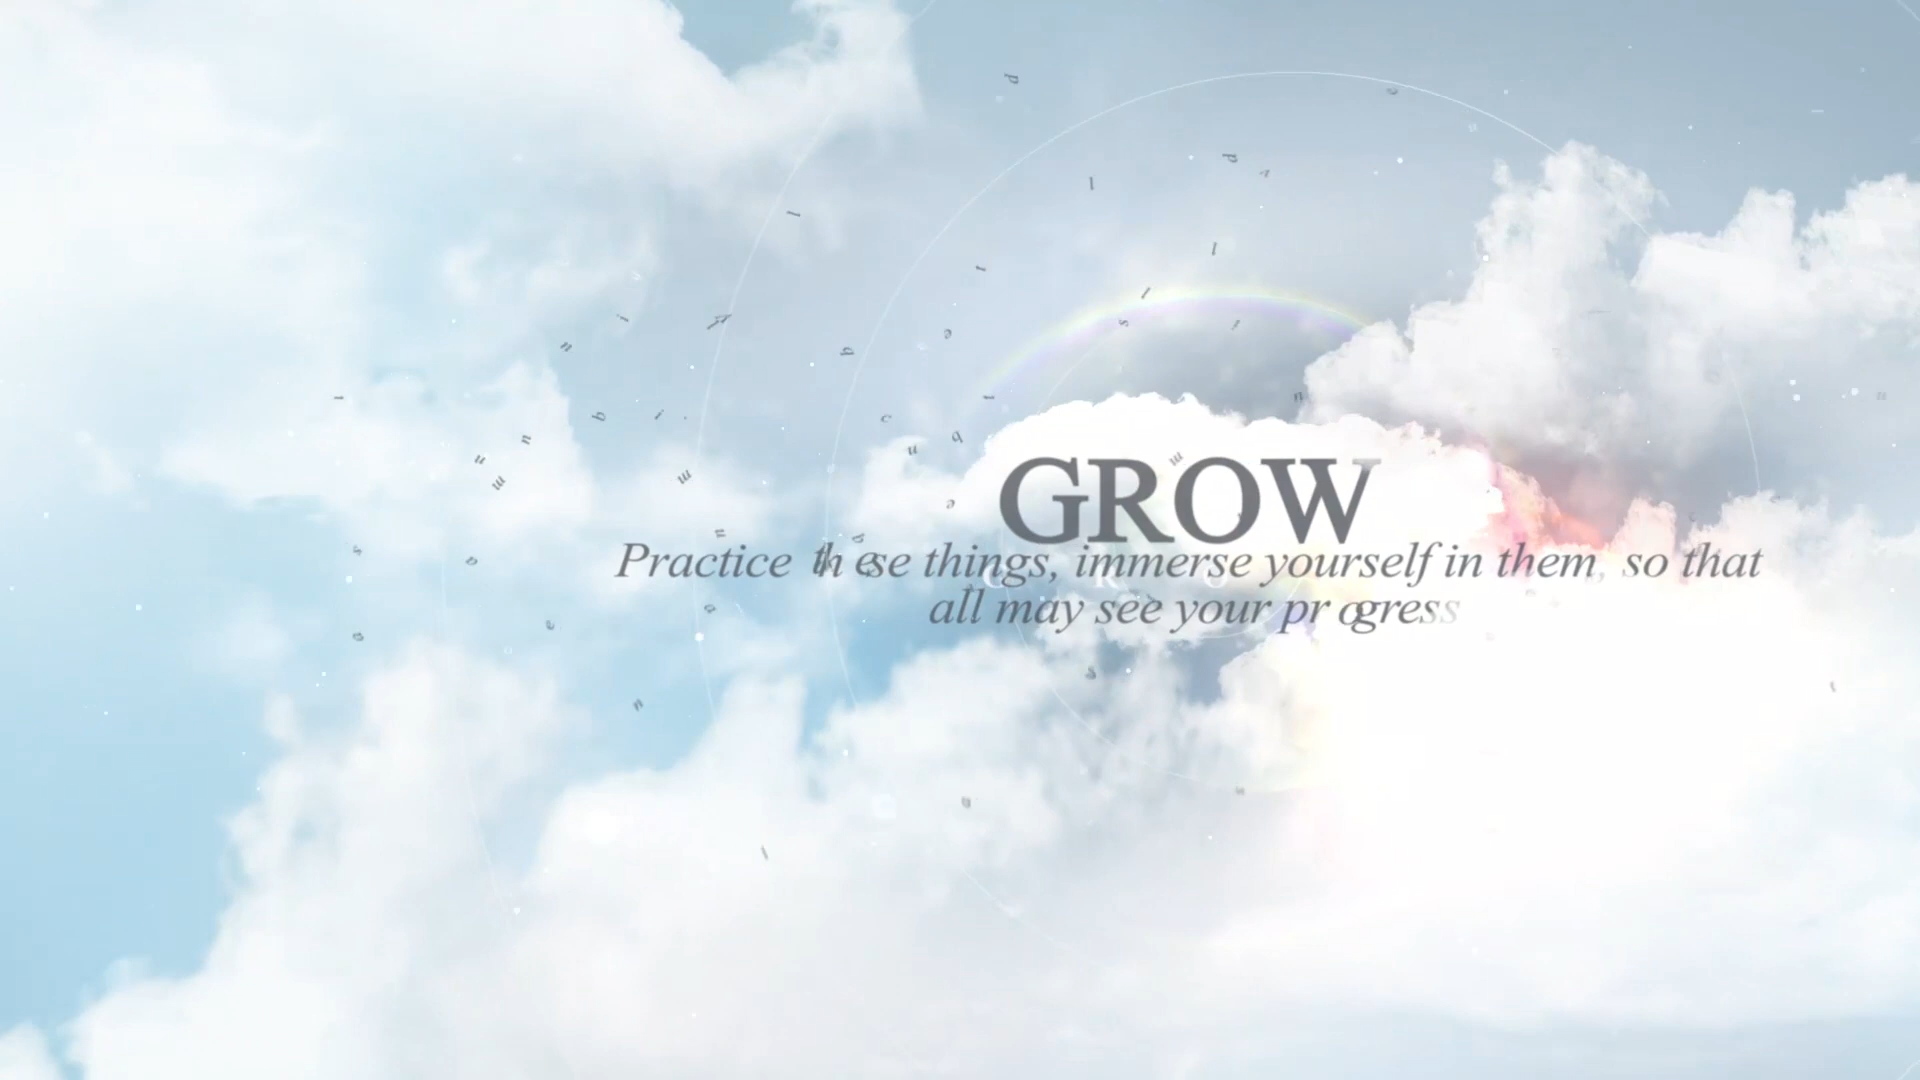 GROW
Practice these things, immerse yourself in them, so that
all may see your progress